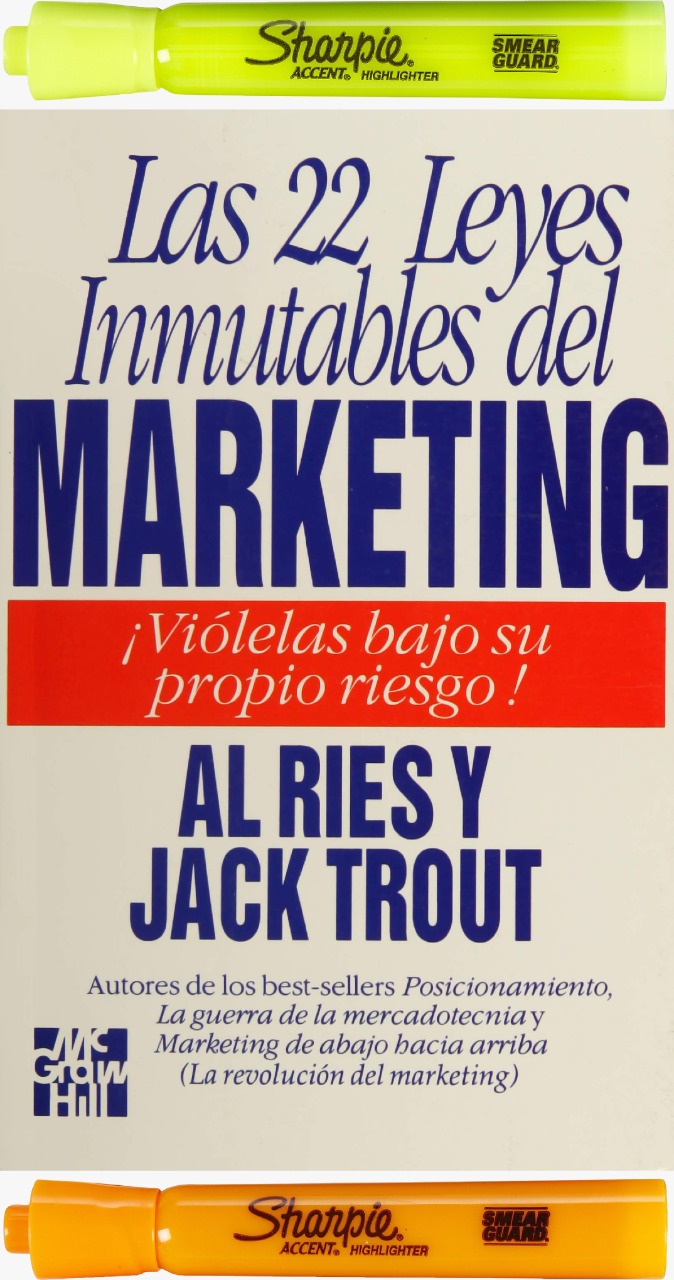 Sharpie®
ACCENT® HIGHLIGHTER
SMEAR
GUARD®
Las 22 Leyes
Inmutables del
MARKETING
¡Viólelas bajo su
propio riesgo!
AL RIES Y
JACK TROUT
Autores de los best-sellers Posicionamiento,
La guerra de la mercadotecnia y
Marketing de abajo hacia arriba
(La revolución del marketing)
Mc
Graw
Hill
Sharpie®
ACCENT® HIGHLIGHTER
SMEAR
GUARD®